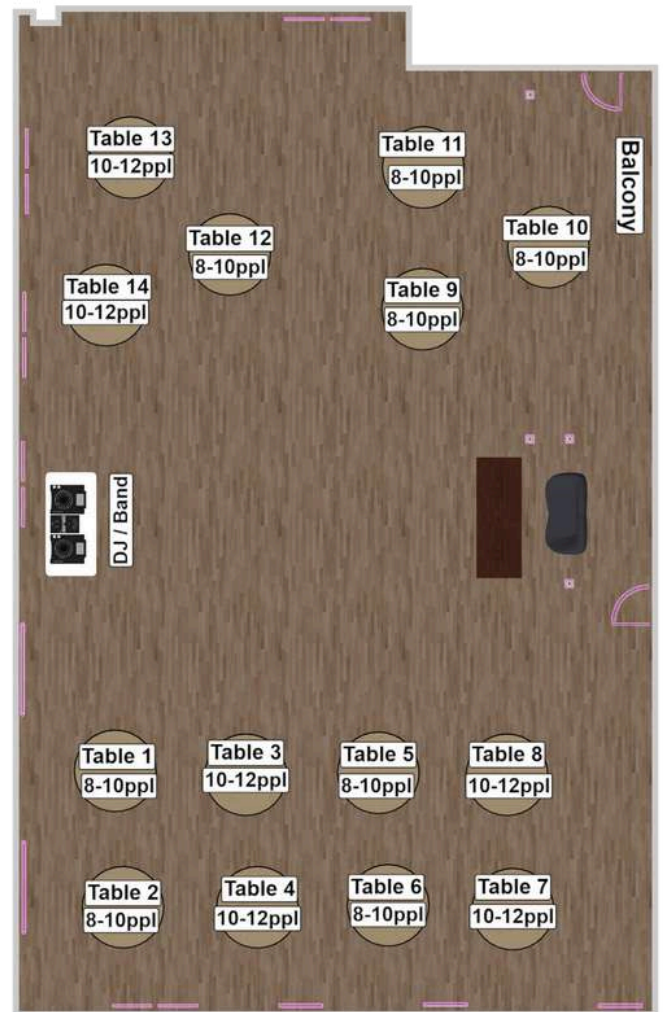 Table 13
10-12ppl
Table 11
8-10ppl
Balcony
Table 12
8-10ppl
Table 10
8-10ppl
Table 14
10-12ppl
Table 9
8-10ppl
DJ / Band
Table 1
8-10ppl
Table 3
10-12ppl
Table 5
8-10ppl
Table 8
10-12ppl
Table 2
8-10ppl
Table 4
10-12ppl
Table 6
8-10ppl
Table 7
10-12ppl